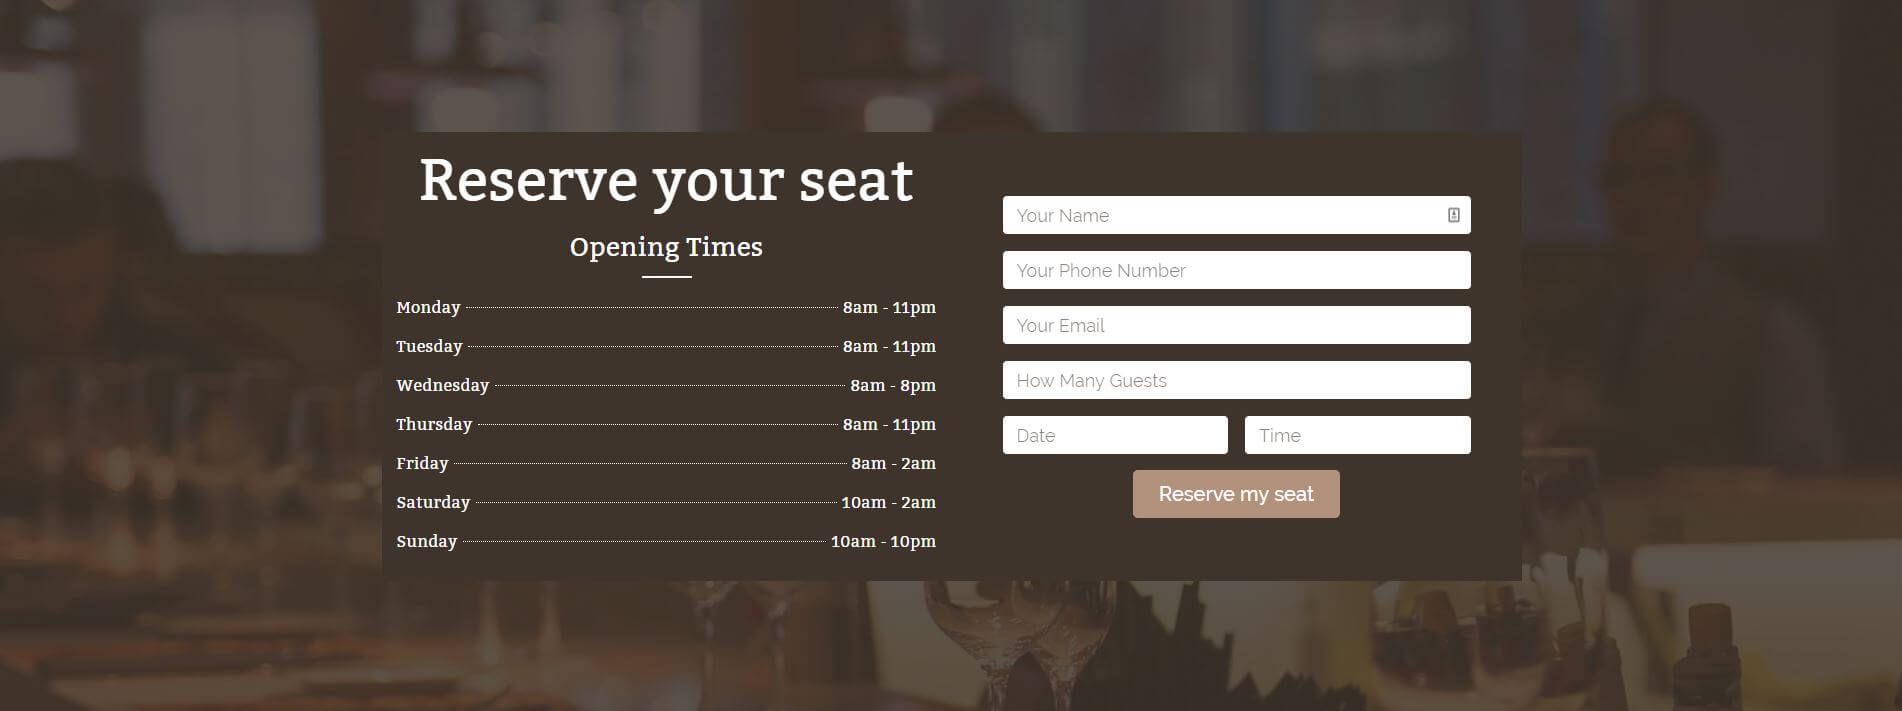 Reserve your seat
Opening Times
Monday 8am - 11pm
Tuesday 8am - 11pm
Wednesday 8am - 8pm
Thursday 8am - 11pm
Friday 8am - 2am
Saturday 10am - 2am
Sunday 10am - 10pm
Your Name
Your Phone Number
Your Email
How Many Guests
Date Time
Reserve my seat